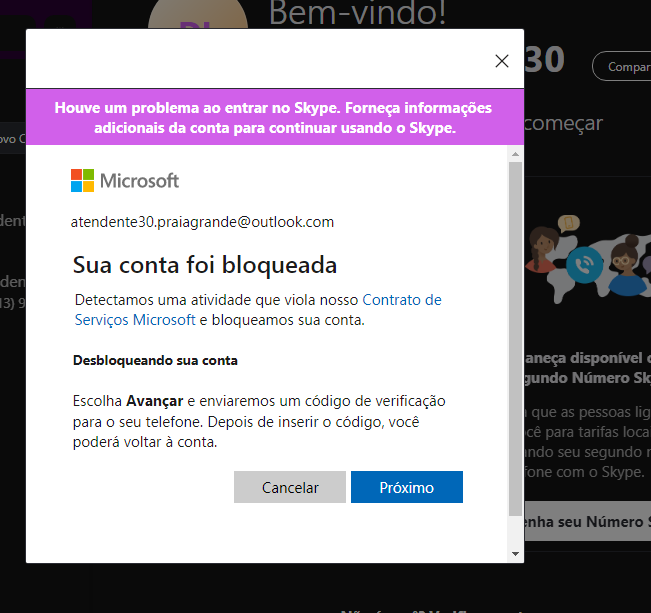 Bem-vindo!
30
Compar
começar
Houve um problema ao entrar no Skype. Forneça informações
adicionais da conta para continuar usando o Skype.
Microsoft
atendente30.praiagrande@outlook.com
Sua conta foi bloqueada
Detectamos uma atividade que viola nosso Contrato de
Serviços Microsoft e bloqueamos sua conta.
Desbloqueando sua conta
Escolha Avançar e enviaremos um código de verificação
para o seu telefone. Depois de inserir o código, você
poderá voltar à conta.
Cancelar
Próximo
ovo C
dent
den
13) 9
aneça disponível c
gundo Número Sk
a que as pessoas lig
ocê para tarifas loca
ando seu segundo n
fone com o Skype.
enha seu Número S